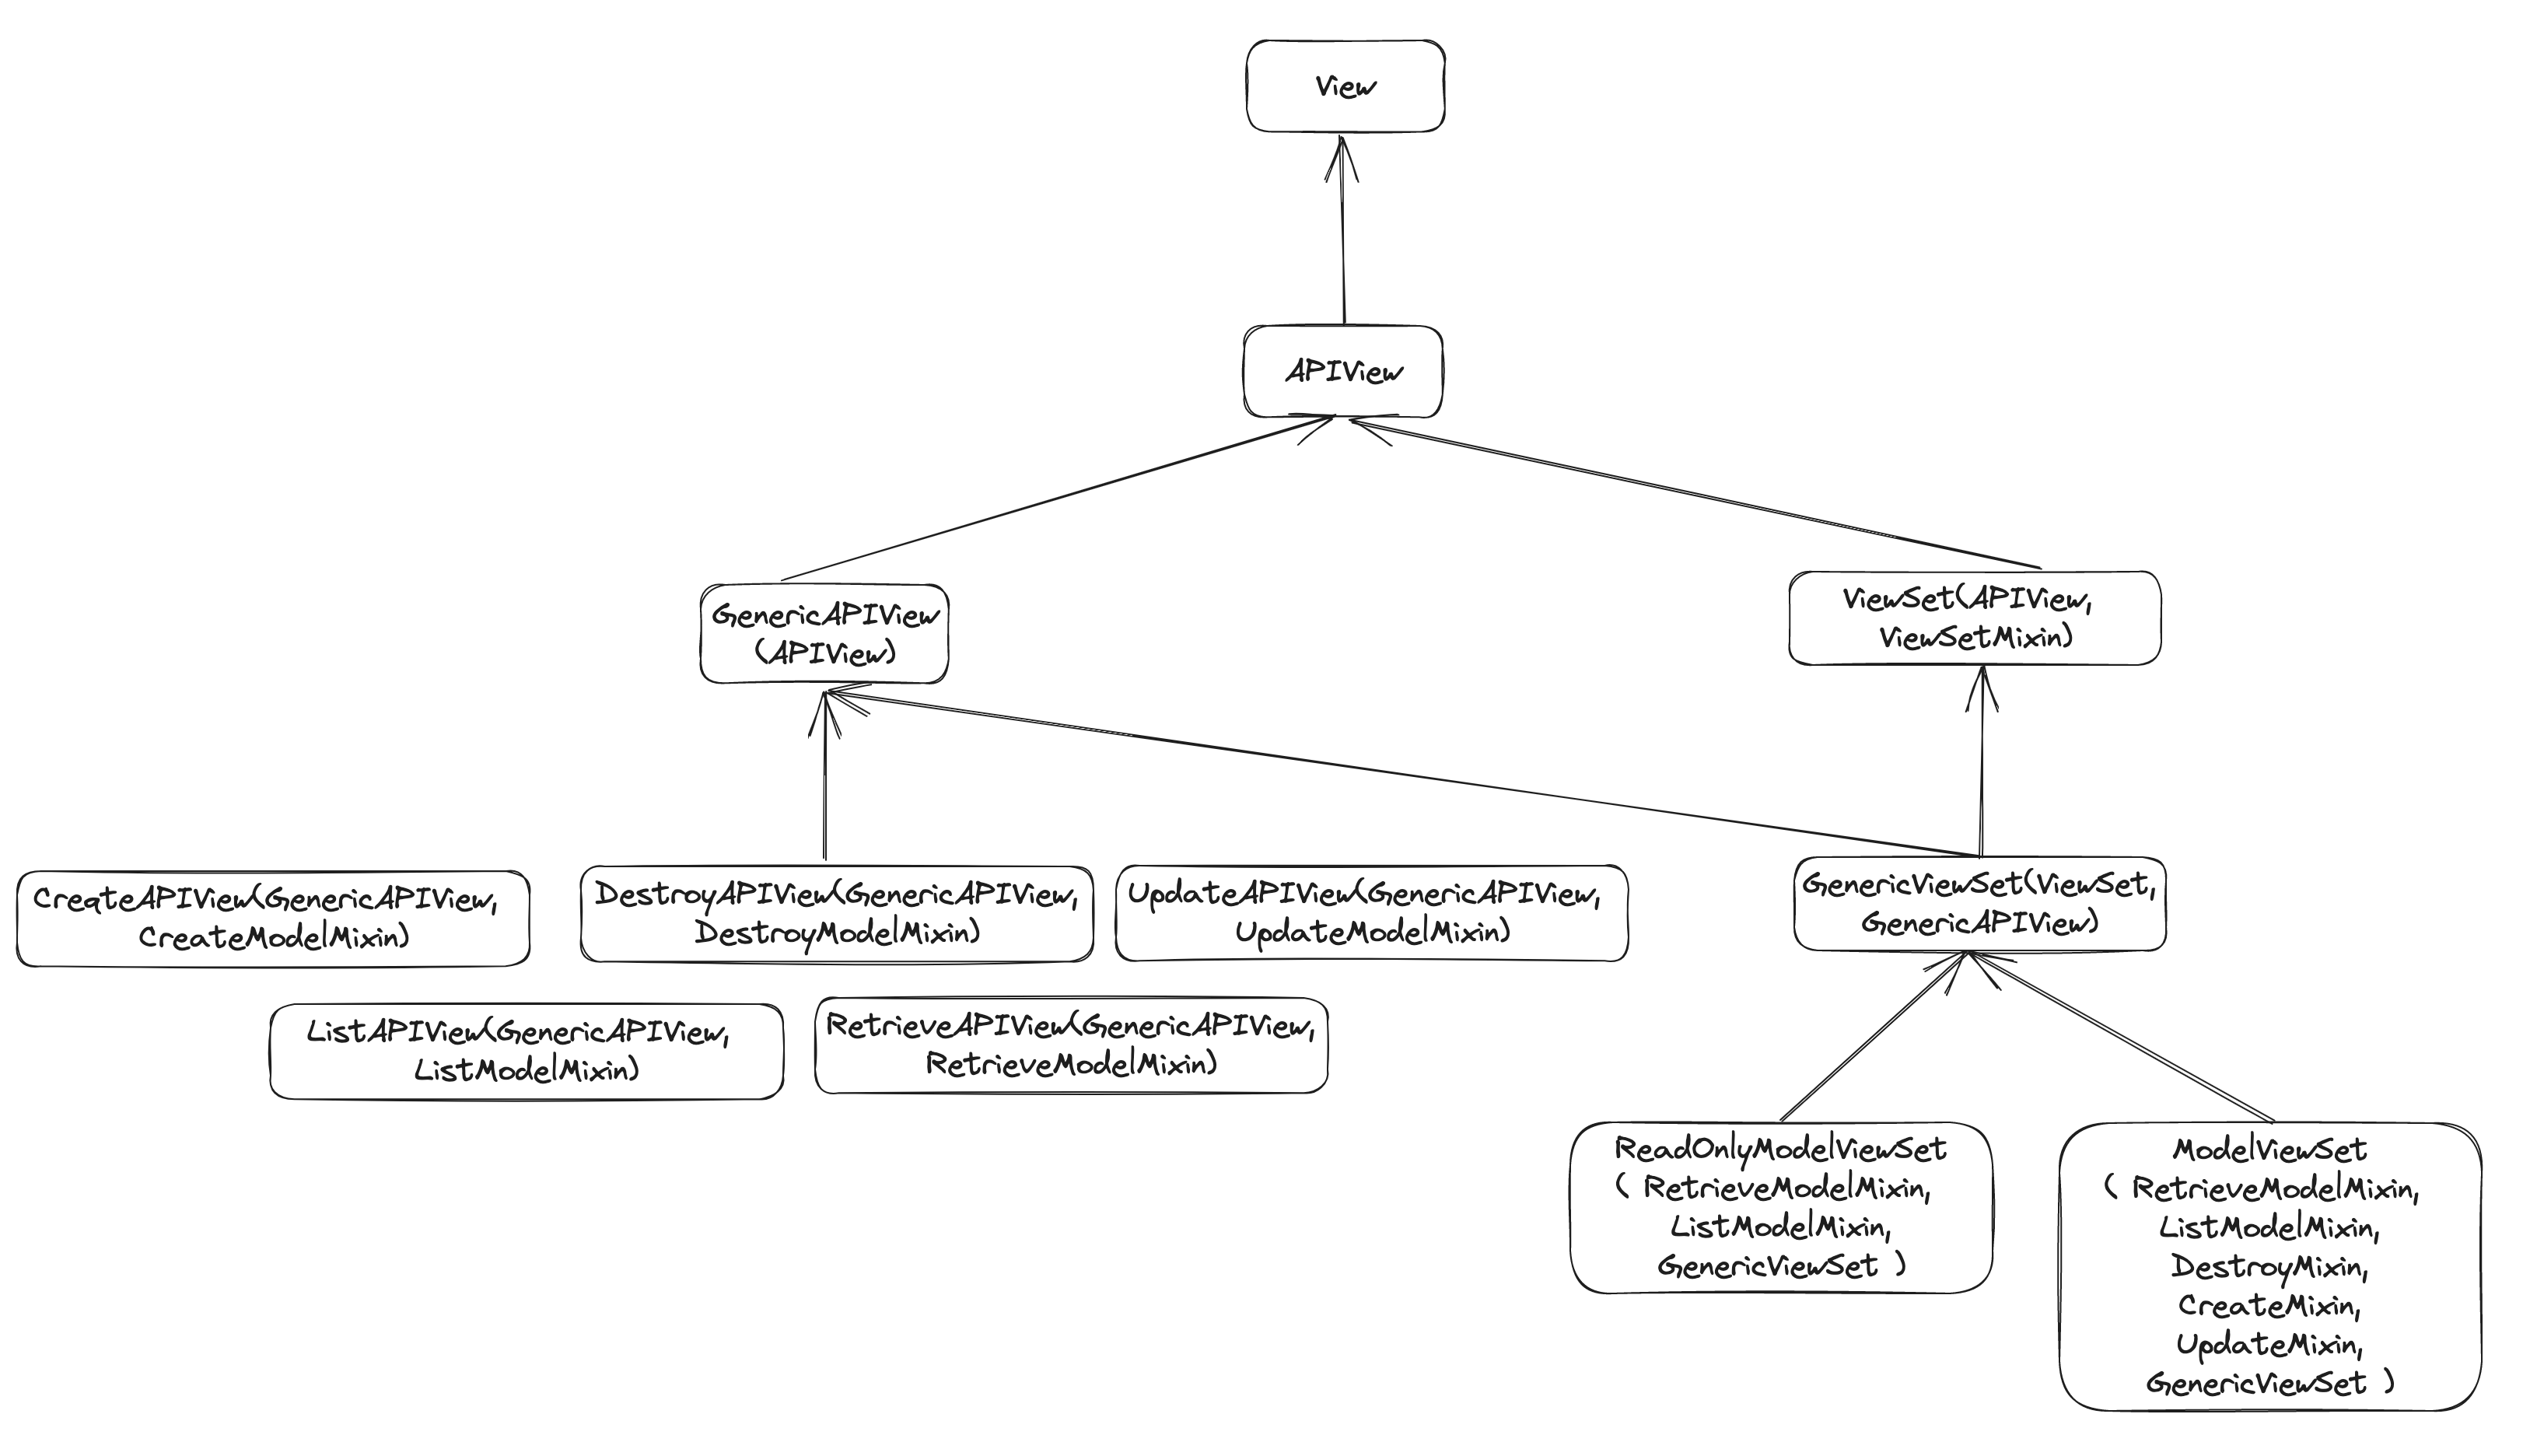 View
APIView
GenericAPIView
(APIView)
ViewSet(APIView,
ViewSetMixin)
CreateAPIView(GenericAPIView,
CreateModelMixin)
DestroyAPIView(GenericAPIView,
DestroyModelMixin)
UpdateAPIView(GenericAPIView,
UpdateModelMixin)
GenericViewSet(ViewSet,
GenericAPIView)
ListAPIView(GenericAPIView,
ListModelMixin)
RetrieveAPIView(GenericAPIView,
RetrieveModelMixin)
ReadOnlyModelViewSet
( RetrieveModelMixin,
ListModelMixin,
GenericViewSet )
ModelViewSet
( RetrieveModelMixin,
ListModelMixin,
DestroyMixin,
CreateMixin,
UpdateMixin,
GenericViewSet )